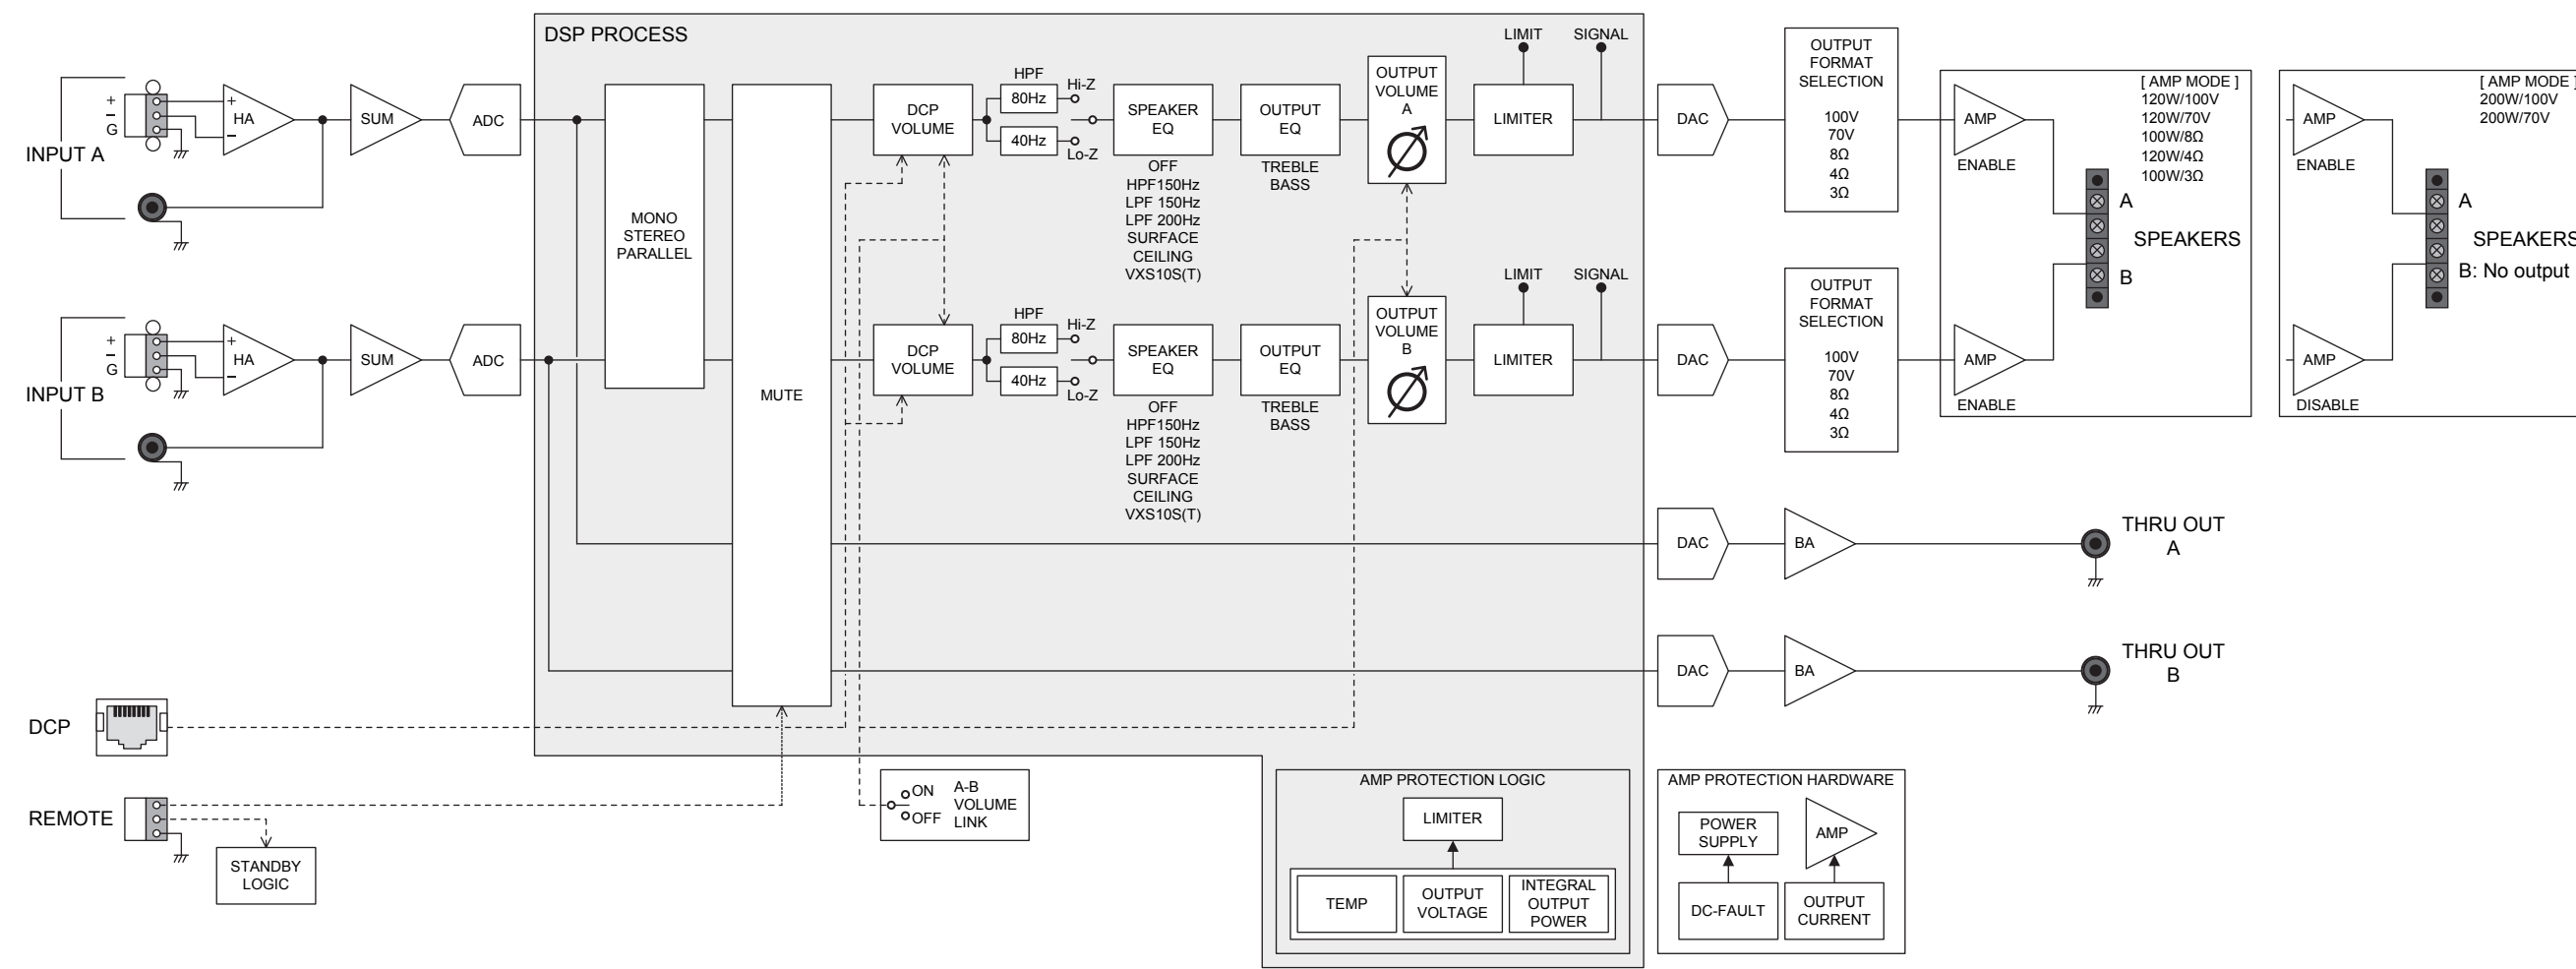 DSP PROCESS
INPUT A
+
−
G
+
HA
−
SUM
ADC
MONO
STEREO
PARALLEL
MUTE
DCP
VOLUME
HPF
80Hz
40Hz
Hi-Z
Lo-Z
SPEAKER
EQ
OFF
HPF150Hz
LPF 150Hz
LPF 200Hz
SURFACE
CEILING
VXS10S(T)
OUTPUT
EQ
TREBLE
BASS
OUTPUT
VOLUME
A
LIMIT
SIGNAL
LIMITER
DAC
OUTPUT
FORMAT
SELECTION
100V
70V
8Ω
4Ω
3Ω
AMP
ENABLE
[ AMP MODE ]
120W/100V
120W/70V
100W/8Ω
120W/4Ω
100W/3Ω
A
SPEAKERS
B
AMP
ENABLE
AMP
ENABLE
[ AMP MODE ]
200W/100V
200W/70V
A
SPEAKERS
B: No output
AMP
DISABLE
INPUT B
+
−
G
+
HA
−
SUM
ADC
DCP
VOLUME
HPF
80Hz
40Hz
Hi-Z
Lo-Z
SPEAKER
EQ
OFF
HPF150Hz
LPF 150Hz
LPF 200Hz
SURFACE
CEILING
VXS10S(T)
OUTPUT
EQ
TREBLE
BASS
OUTPUT
VOLUME
B
LIMIT
SIGNAL
LIMITER
DAC
OUTPUT
FORMAT
SELECTION
100V
70V
8Ω
4Ω
3Ω
DAC
BA
THRU OUT
A
DAC
BA
THRU OUT
B
DCP
REMOTE
STANDBY
LOGIC
ON
OFF
A-B
VOLUME
LINK
AMP PROTECTION LOGIC
LIMITER
TEMP
OUTPUT
VOLTAGE
INTEGRAL
OUTPUT
POWER
AMP PROTECTION HARDWARE
POWER
SUPPLY
AMP
DC-FAULT
OUTPUT
CURRENT